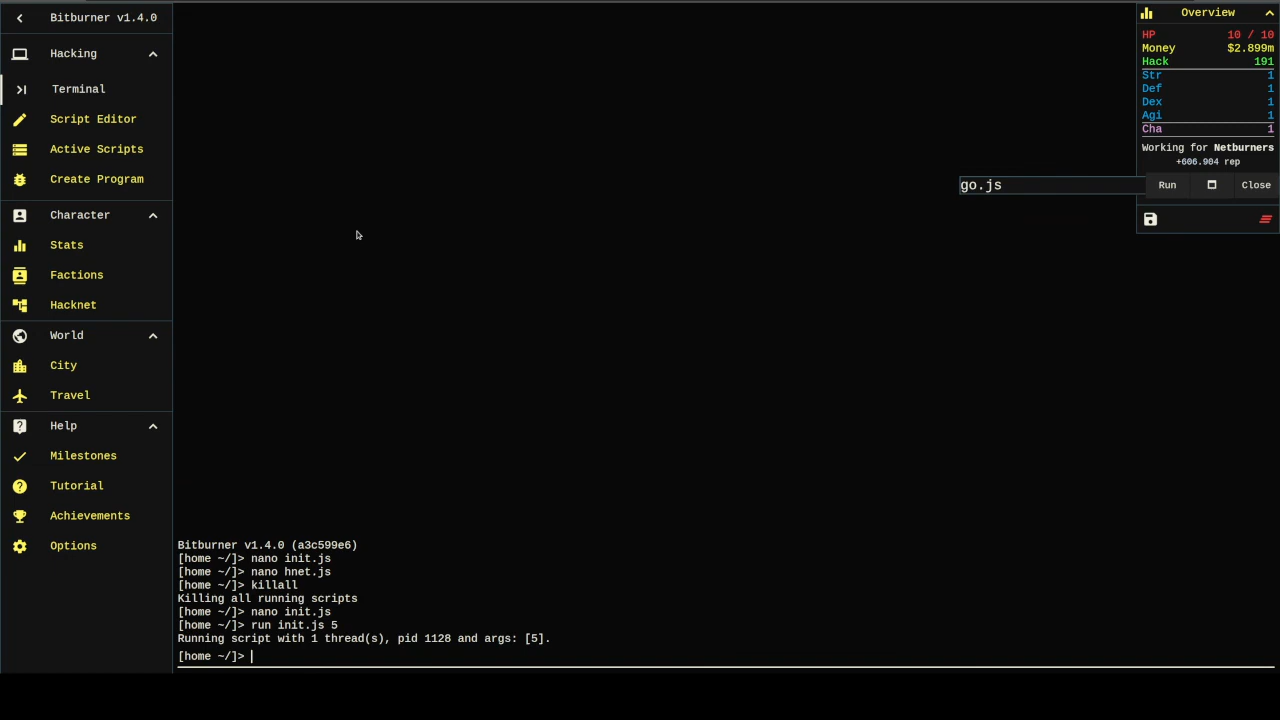 Bitburner v1.4.0
Hacking
Terminal
Script Editor
Active Scripts
Create Program
Character
Stats
Factions
Hacknet
World
City
Travel
Help
Milestones
Tutorial
Achievements
Options
Bitburner v1.4.0 (a3c599e6)
[home ~/]> nano init.js
[home ~/]> nano hnet.js
[home ~/]> killall
Killing all running scripts
[home ~/]> nano init.js
[home ~/]> run init.js 5
Running script with 1 thread(s), pid 1128 and args: [5].
[home ~/]>
Overview
HP 10 / 10
Money $2.899m
Hack 191
Str 1
Def 1
Dex 1
Agi 1
Cha 1
Working for Netburners
+606.904 rep
go.js Run Close